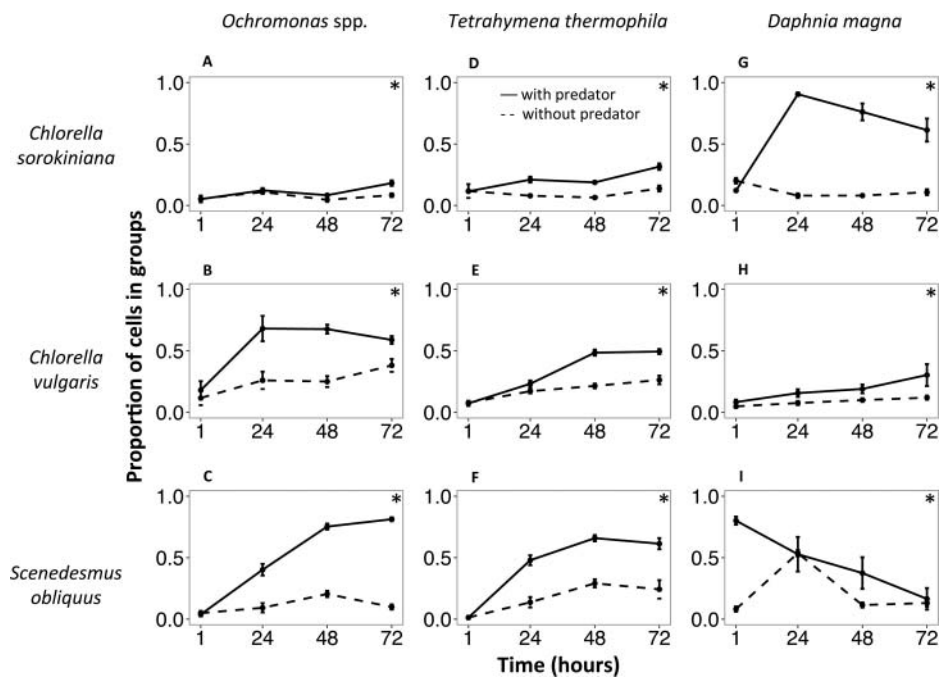 Ochromonas spp.
Tetrahymena thermophila
Daphnia magna
Proportion of cells in groups
Chlorella
sorokiniana
A
1.0
0.5
0.0
*
1 24 48 72
D
1.0
0.5
0.0
*
with predator
without predator
1 24 48 72
G
1.0
0.5
0.0
*
1 24 48 72
Chlorella
vulgaris
B
1.0
0.5
0.0
*
1 24 48 72
E
1.0
0.5
0.0
*
1 24 48 72
H
1.0
0.5
0.0
*
1 24 48 72
Scenedesmus
obliquus
C
1.0
0.5
0.0
*
1 24 48 72
F
1.0
0.5
0.0
*
1 24 48 72
I
1.0
0.5
0.0
*
1 24 48 72
Time (hours)